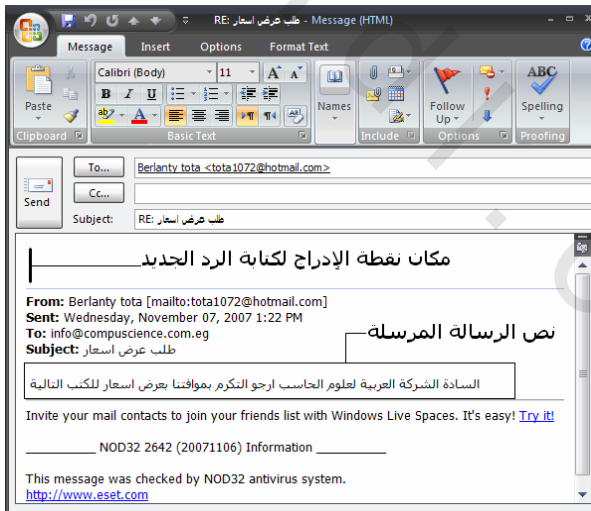 RE: طلب عرض اسعار - Message (HTML)
Message Insert Options Format Text
Calibri (Body) 11
Paste
B I U
Names
Follow Up
ABC
Spelling
Clipboard Basic Text Include Options Proofing
To... Berlanty tota <tota1072@hotmail.com>
Cc...
Send
Subject: RE: طلب عرض اسعار
مكان نقطة الإدراج لكتابة الرد الجديد
From: Berlanty tota [mailto:tota1072@hotmail.com]
Sent: Wednesday, November 07, 2007 1:22 PM
To: info@compuscience.com.eg
Subject: طلب عرض اسعار
نص الرسالة المرسلة
السادة الشركة العربية لعلوم الحاسب ارجو التكرم بموافتنا بعرض اسعار للكتب التالية
Invite your mail contacts to join your friends list with Windows Live Spaces. It's easy! Try it!
__________ NOD32 2642 (20071106) Information __________
This message was checked by NOD32 antivirus system.
http://www.eset.com